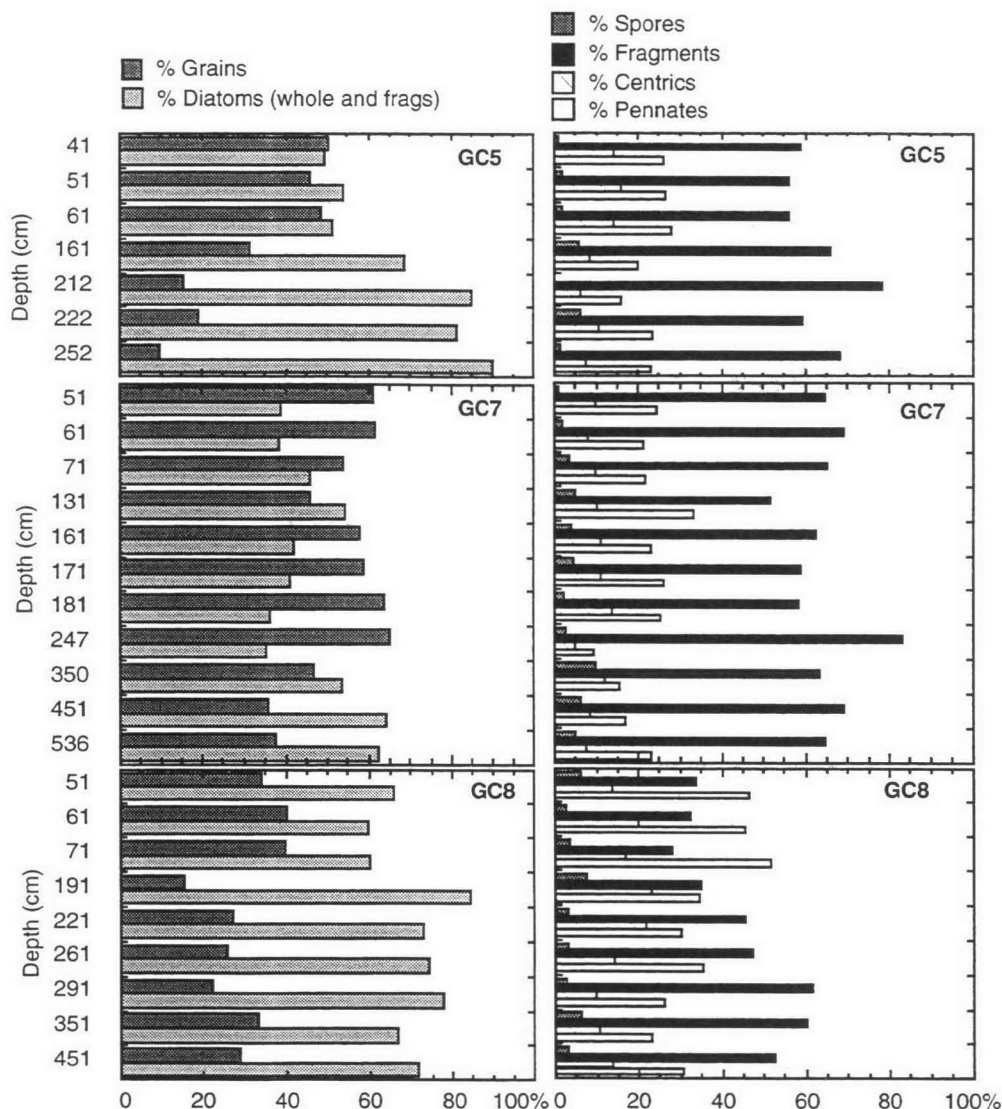 % Grains
% Diatoms (whole and frags)
% Spores
% Fragments
% Centrics
% Pennates
Depth (cm)
41
51
61
161
212
222
252
GC5
GC5
Depth (cm)
51
61
71
131
161
171
181
247
350
451
536
GC7
GC7
Depth (cm)
51
61
71
191
221
261
291
351
451
GC8
GC8
0 20 40 60 80 100%
0 20 40 60 80 100%